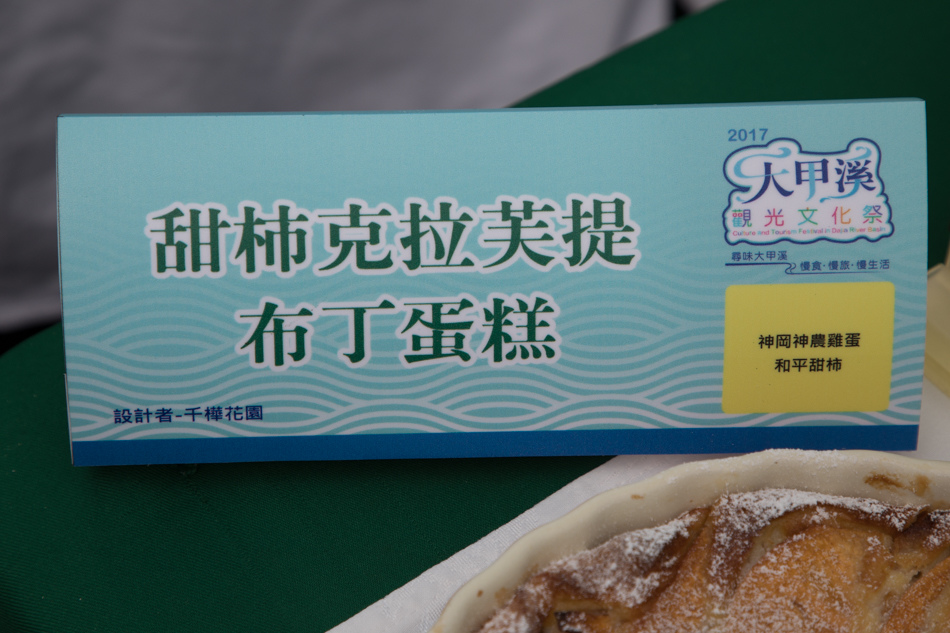 甜柿克拉芙提
布丁蛋糕
設計者-千樺花園
2017
大甲溪
觀光文化祭
Culture and Tourism Festival in Dajia River Basin
尋味大甲溪
慢食·慢旅·慢生活
神岡神農雞蛋
和平甜柿